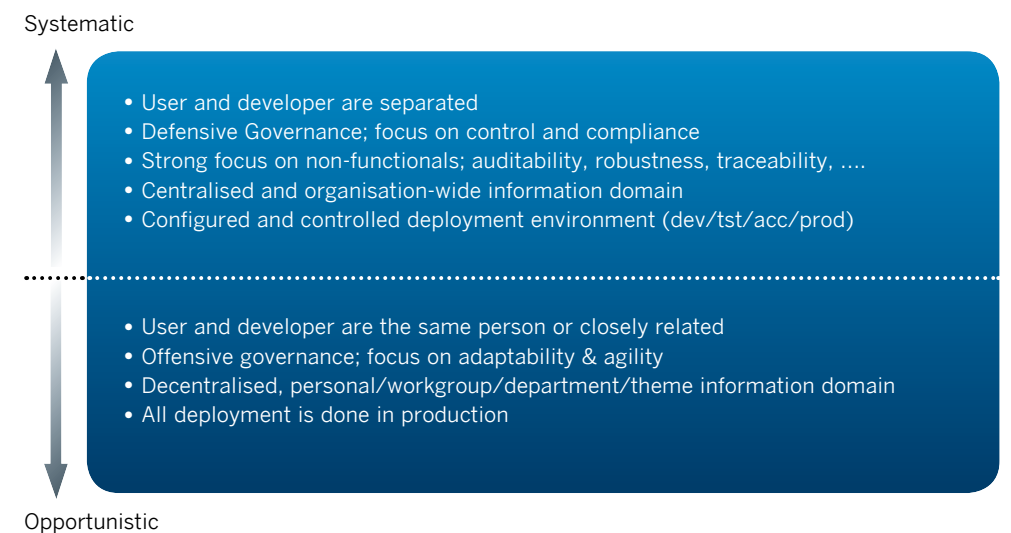 Systematic
• User and developer are separated
• Defensive Governance; focus on control and compliance
• Strong focus on non-functionals; auditability, robustness, traceability, ....
• Centralised and organisation-wide information domain
• Configured and controlled deployment environment (dev/tst/acc/prod)
• User and developer are the same person or closely related
• Offensive governance; focus on adaptability & agility
• Decentralised, personal/workgroup/department/theme information domain
• All deployment is done in production
Opportunistic